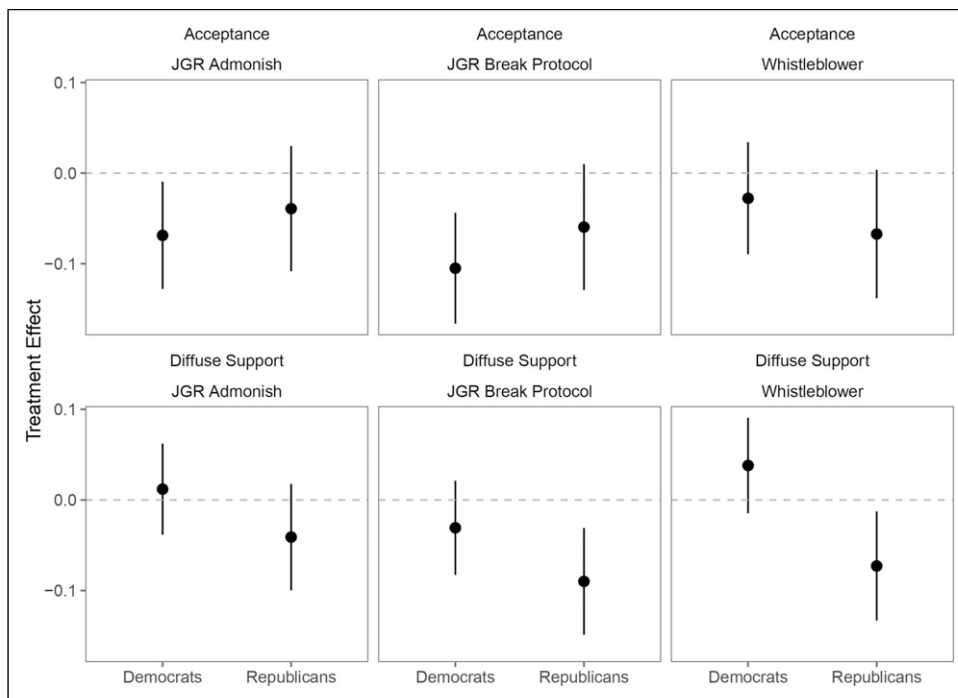 Acceptance
JGR Admonish
Acceptance
JGR Break Protocol
Acceptance
Whistleblower
0.1
0.0
−0.1
Treatment Effect
Diffuse Support
JGR Admonish
Diffuse Support
JGR Break Protocol
Diffuse Support
Whistleblower
0.1
0.0
−0.1
Democrats
Republicans
Democrats
Republicans
Democrats
Republicans